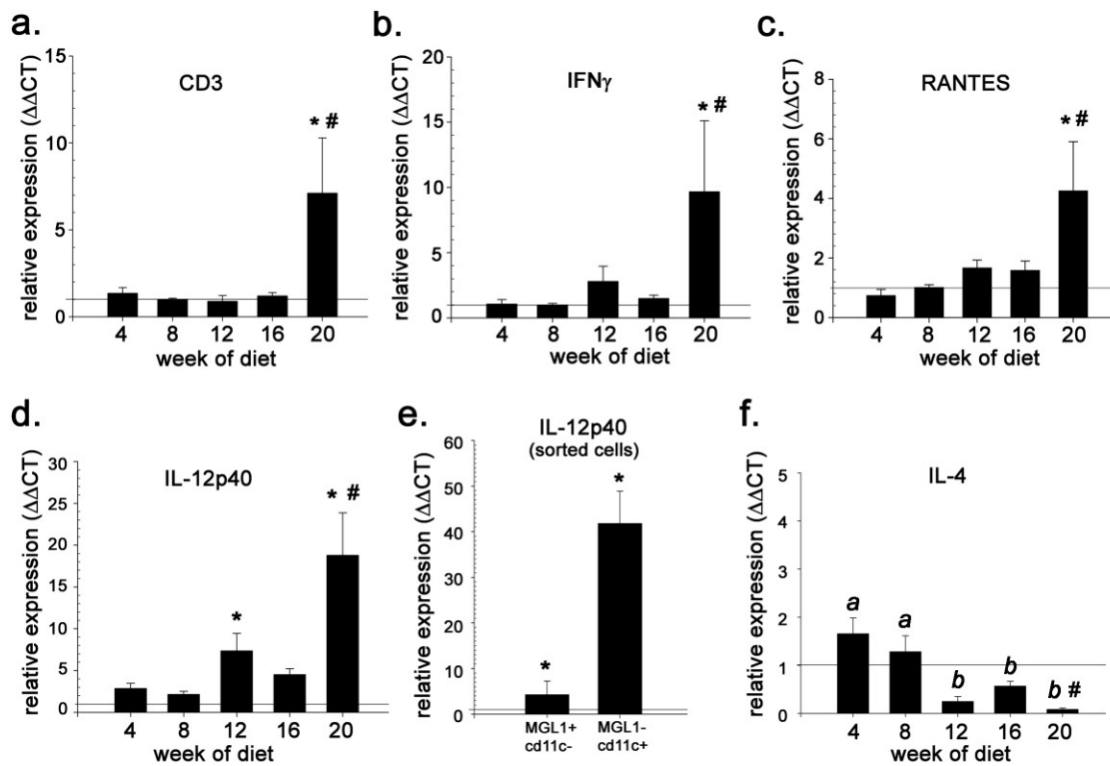 a.
CD3
relative expression (ΔΔCT)
15
10
5
0
* #
4 8 12 16 20
week of diet
b.
IFNγ
relative expression (ΔΔCT)
20
15
10
5
0
* #
4 8 12 16 20
week of diet
c.
RANTES
relative expression (ΔΔCT)
8
6
4
2
0
* #
4 8 12 16 20
week of diet
d.
IL-12p40
relative expression (ΔΔCT)
30
25
20
15
10
5
0
*
* #
4 8 12 16 20
week of diet
e.
IL-12p40
(sorted cells)
relative expression (ΔΔCT)
60
50
40
30
20
10
0
*
*
MGL1+ MGL1-
cd11c- cd11c+
f.
IL-4
relative expression (ΔΔCT)
5
4
3
2
1
0
a a b b b #
4 8 12 16 20
week of diet